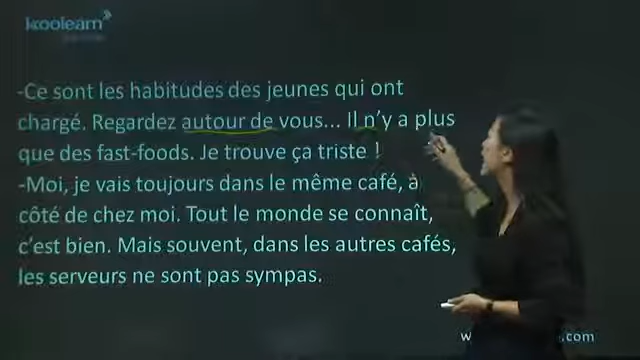 koolearn
-Ce sont les habitudes des jeunes qui ont
chargé. Regardez autour de vous... Il n'y a plus
que des fast-foods. Je trouve ça triste !
-Moi, je vais toujours dans le même café, à
côté de chez moi. Tout le monde se connaît,
c'est bien. Mais souvent, dans les autres cafés,
les serveurs ne sont pas sympas.
.com